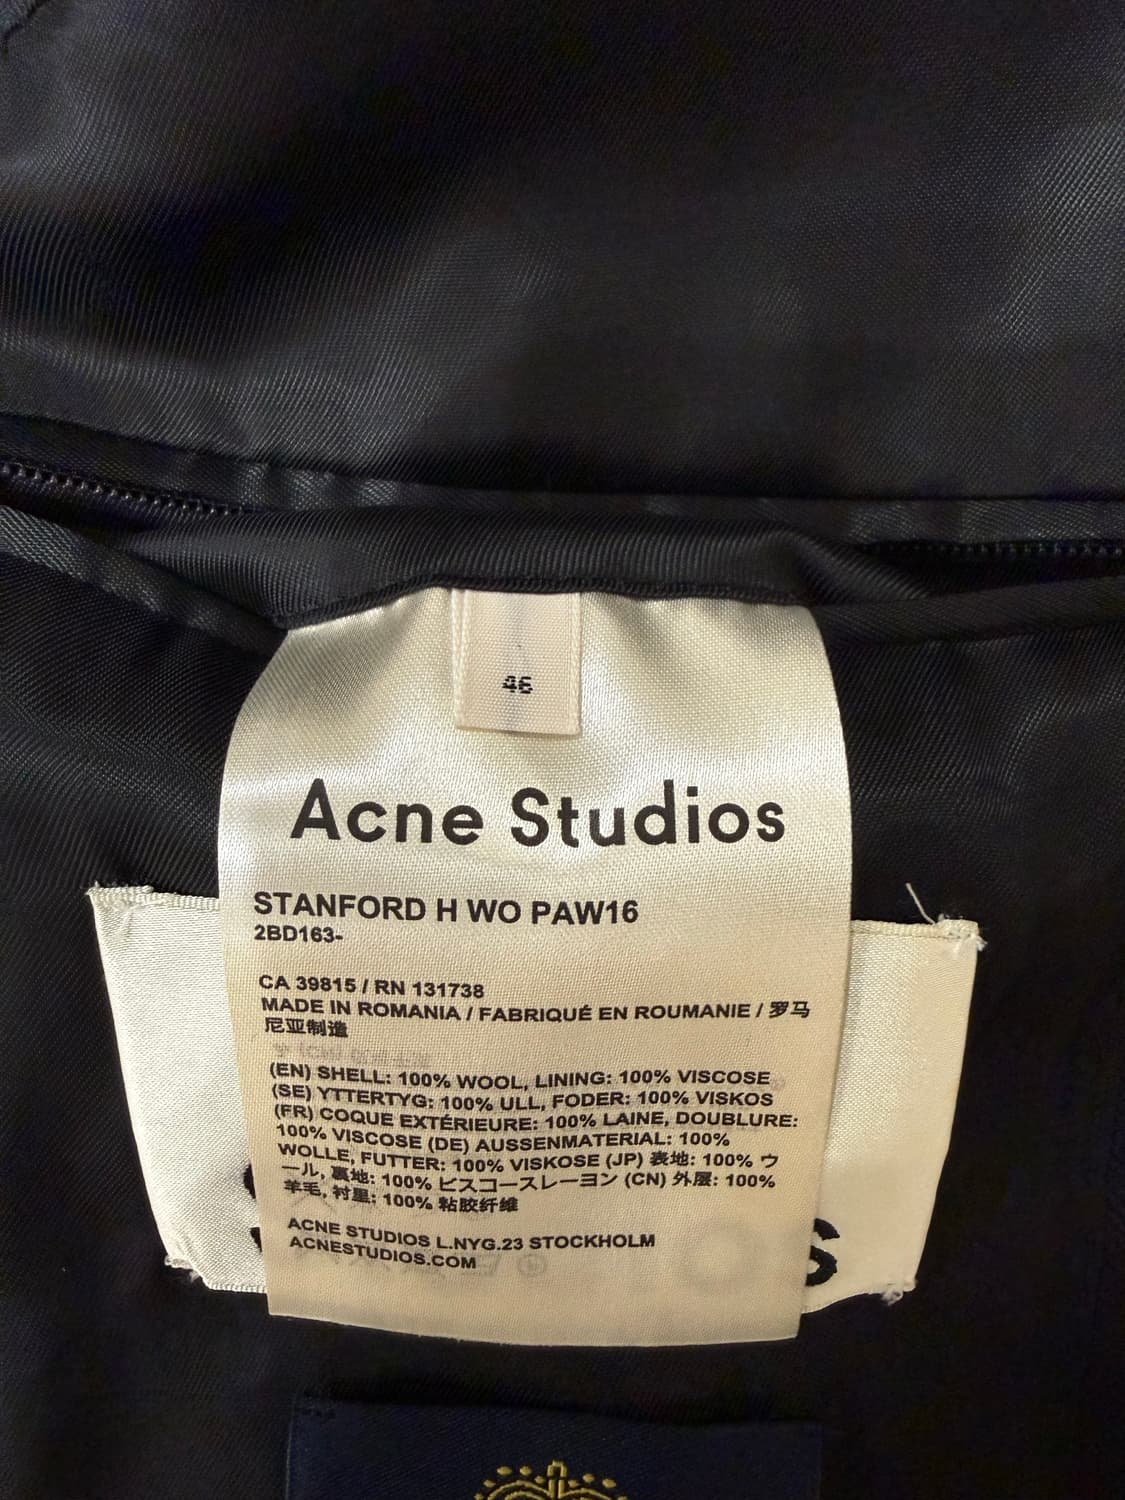 46
Acne Studios
STANFORD H WO PAW16
2BD163-
CA 39815 / RN 131738
MADE IN ROMANIA / FABRIQUÉ EN ROUMANIE / 罗马
尼亚制造
(EN) SHELL: 100% WOOL, LINING: 100% VISCOSE
(SE) YTTERTYG: 100% ULL, FODER: 100% VISKOS
(FR) COQUE EXTÉRIEURE: 100% LAINE, DOUBLURE:
100% VISCOSE (DE) AUSSENMATERIAL: 100%
WOLLE, FUTTER: 100% VISKOSE (JP) 表地: 100% ウ
ール, 裏地: 100% ビスコースレーヨン (CN) 外层: 100%
羊毛, 衬里: 100% 粘胶纤维
ACNE STUDIOS L.NYG.23 STOCKHOLM
ACNESTUDIOS.COM